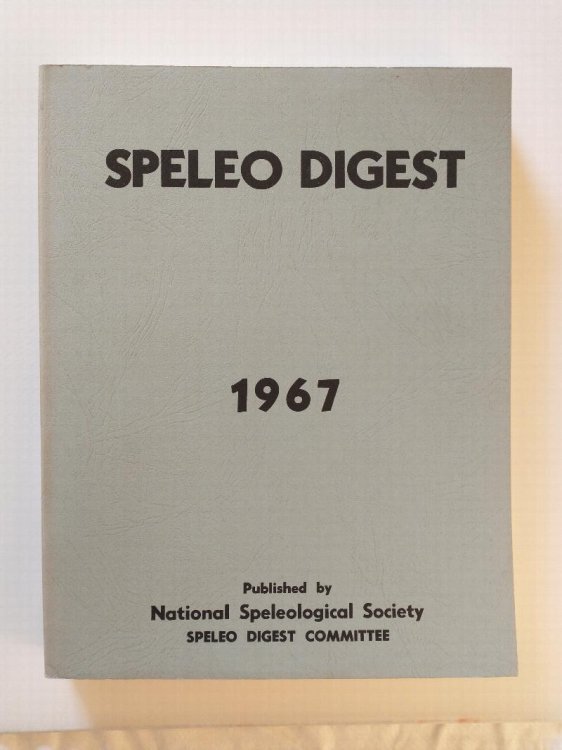 SPELEO DIGEST
1967
Published by
National Speleological Society
SPELEO DIGEST COMMITTEE